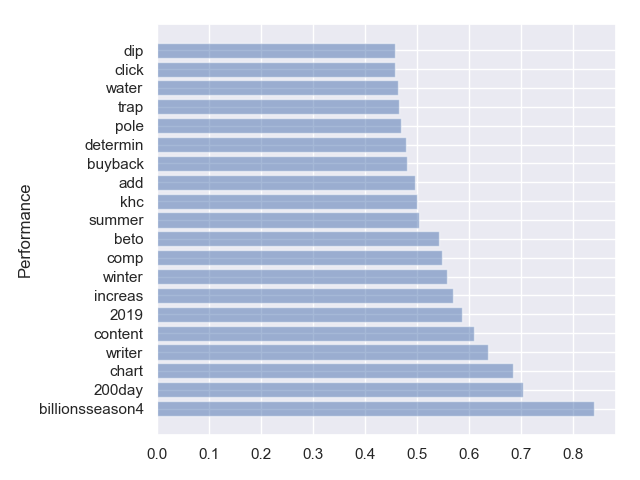 Performance
dip
click
water
trap
pole
determin
buyback
add
khc
summer
beto
comp
winter
increas
2019
content
writer
chart
200day
billionsseason4
0.0 0.1 0.2 0.3 0.4 0.5 0.6 0.7 0.8